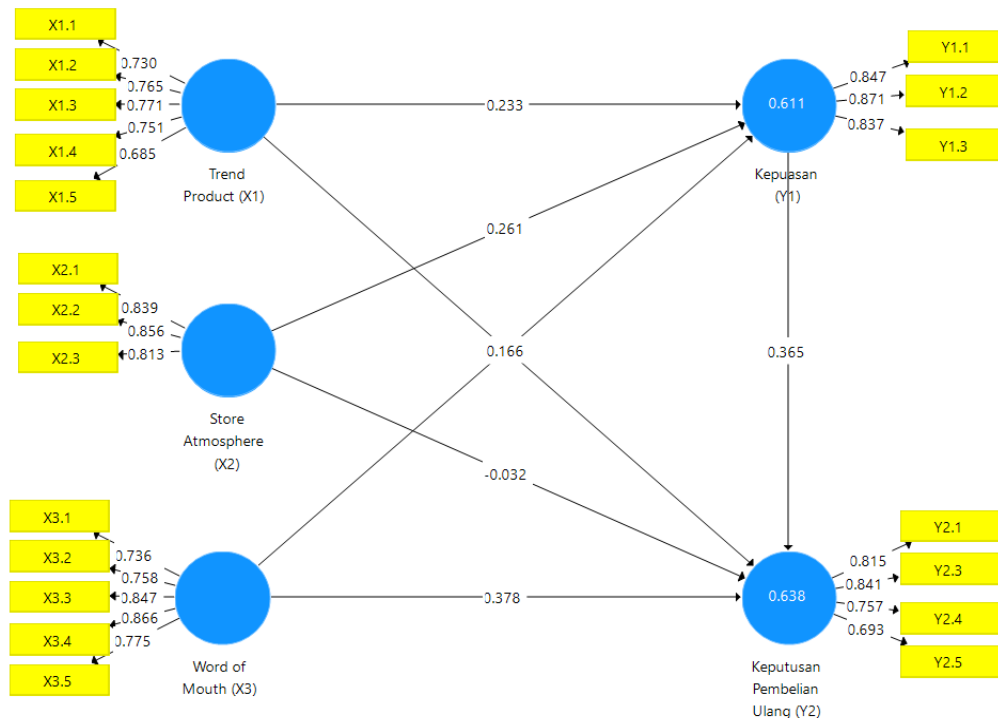 X1.1
X1.2
X1.3
X1.4
X1.5
0.730
0.765
0.771
0.751
0.685
Trend
Product (X1)
0.233
0.611
Kepuasan
(Y1)
0.847
0.871
0.837
Y1.1
Y1.2
Y1.3
X2.1
X2.2
X2.3
0.839
0.856
0.813
Store
Atmosphere
(X2)
0.261
0.166
0.365
-0.032
X3.1
X3.2
X3.3
X3.4
X3.5
0.736
0.758
0.847
0.866
0.775
Word of
Mouth (X3)
0.378
0.638
Keputusan
Pembelian
Ulang (Y2)
0.815
0.841
0.757
0.693
Y2.1
Y2.3
Y2.4
Y2.5